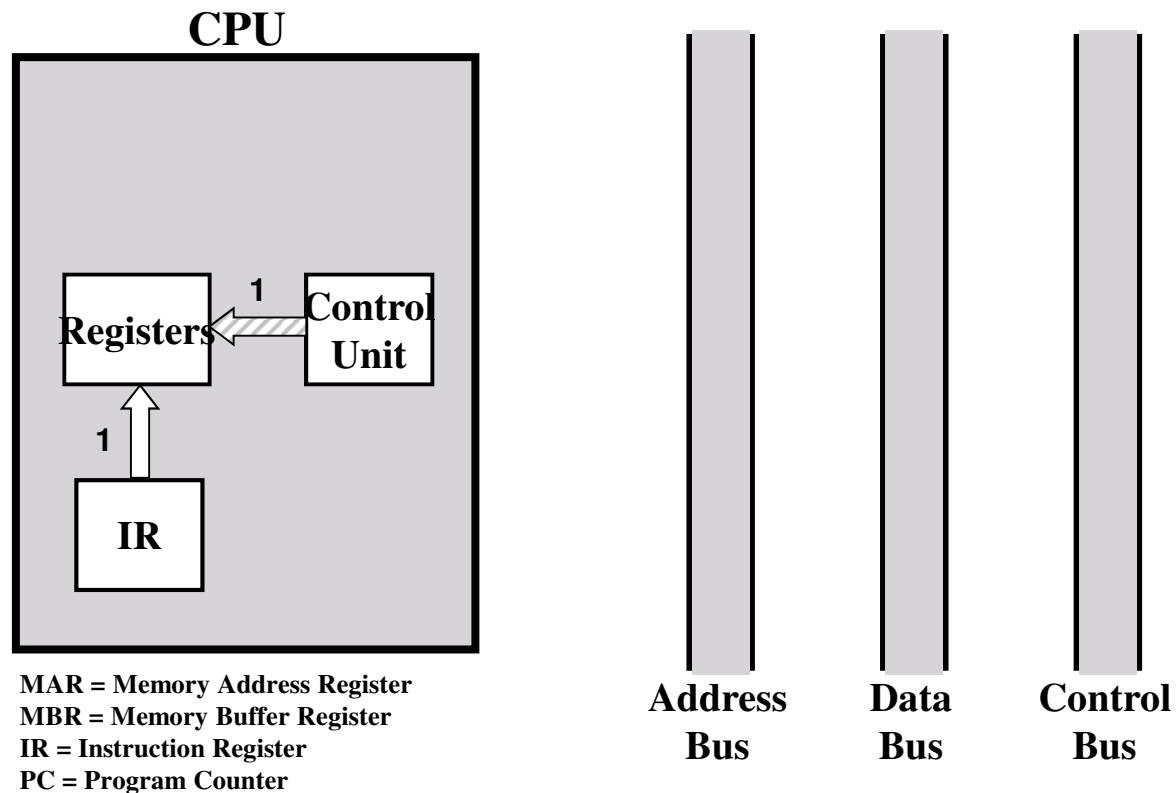 CPU
Registers
1
Control
Unit
1
IR
MAR = Memory Address Register
MBR = Memory Buffer Register
IR = Instruction Register
PC = Program Counter
Address
Bus
Data
Bus
Control
Bus